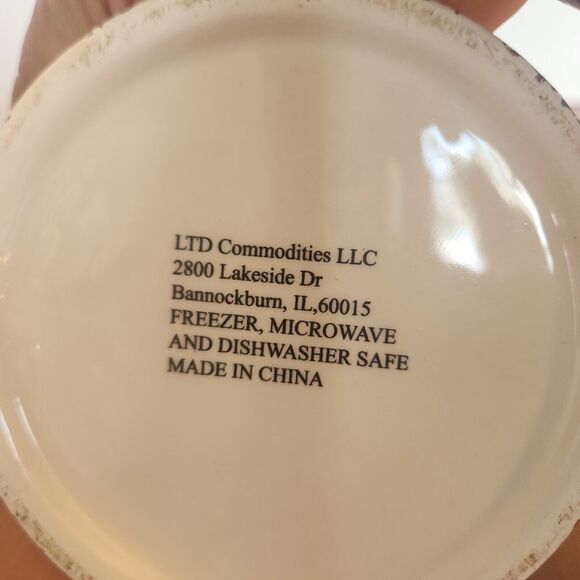 LTD Commodities LLC
2800 Lakeside Dr
Bannockburn, IL,60015
FREEZER, MICROWAVE
AND DISHWASHER SAFE
MADE IN CHINA